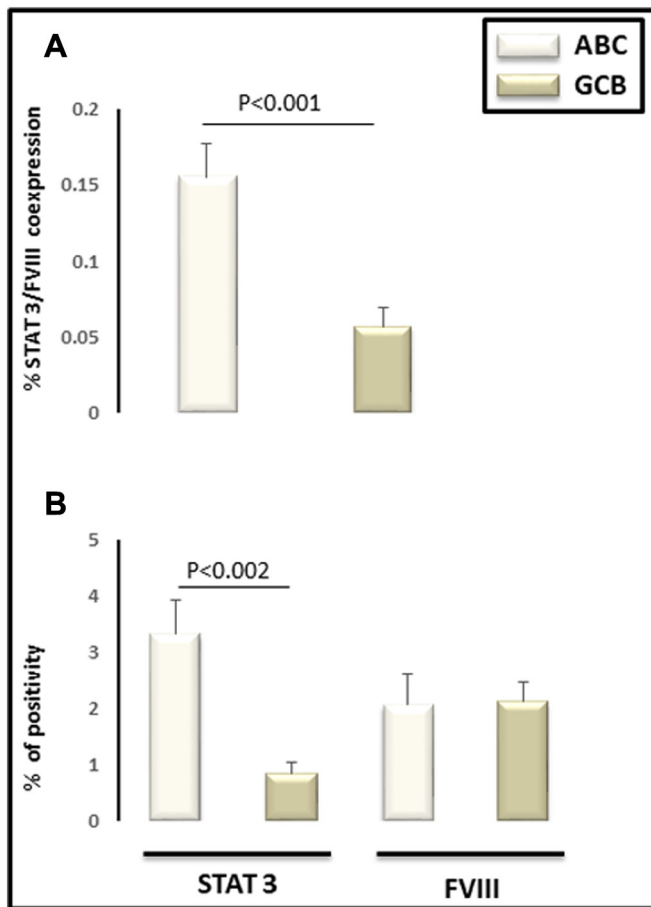 ABC
GCB
A
P<0.001
% STAT 3/FVIII coexpression
0.2
0.15
0.1
0.05
0
B
P<0.002
% of positivity
5
4
3
2
1
0
STAT 3
FVIII